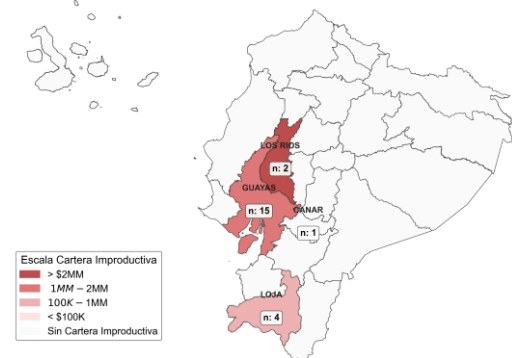 LOS RIOS
n: 2
GUAYAS
n: 15
CANAR
n: 1
LOJA
n: 4
Escala Cartera Improductiva
> $2MM
1MM − 2MM
100K − 1MM
< $100K
Sin Cartera Improductiva